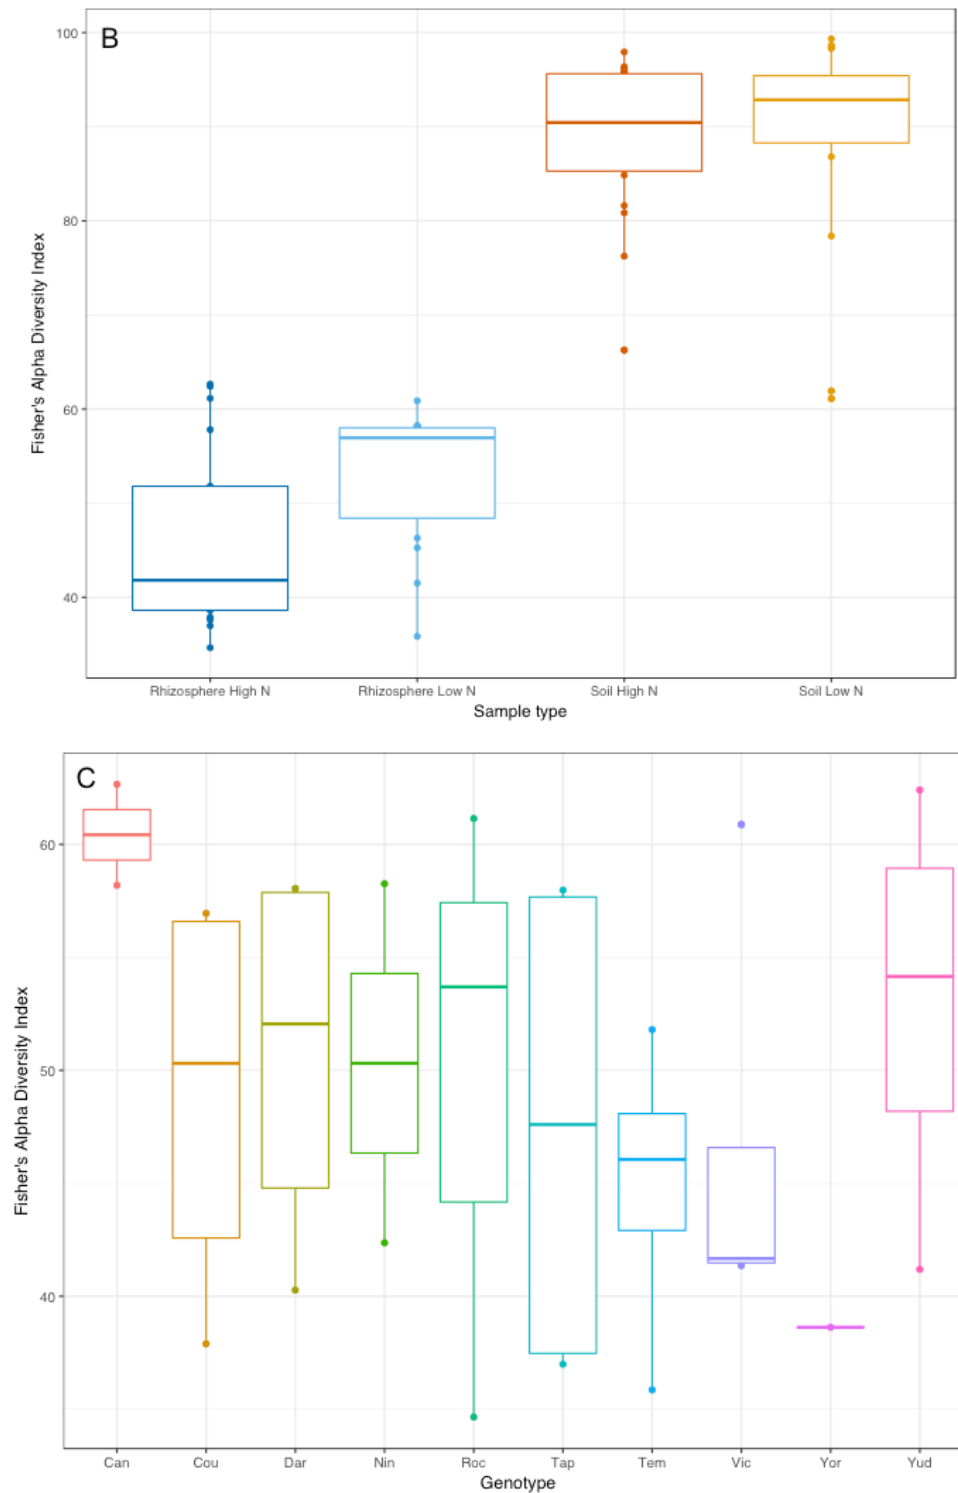 B
Fisher's Alpha Diversity Index
100
80
60
40
Rhizosphere High N
Rhizosphere Low N
Soil High N
Soil Low N
Sample type
C
Fisher's Alpha Diversity Index
60
50
40
Can
Cou
Dar
Nin
Roc
Tap
Tem
Vic
Yor
Yud
Genotype